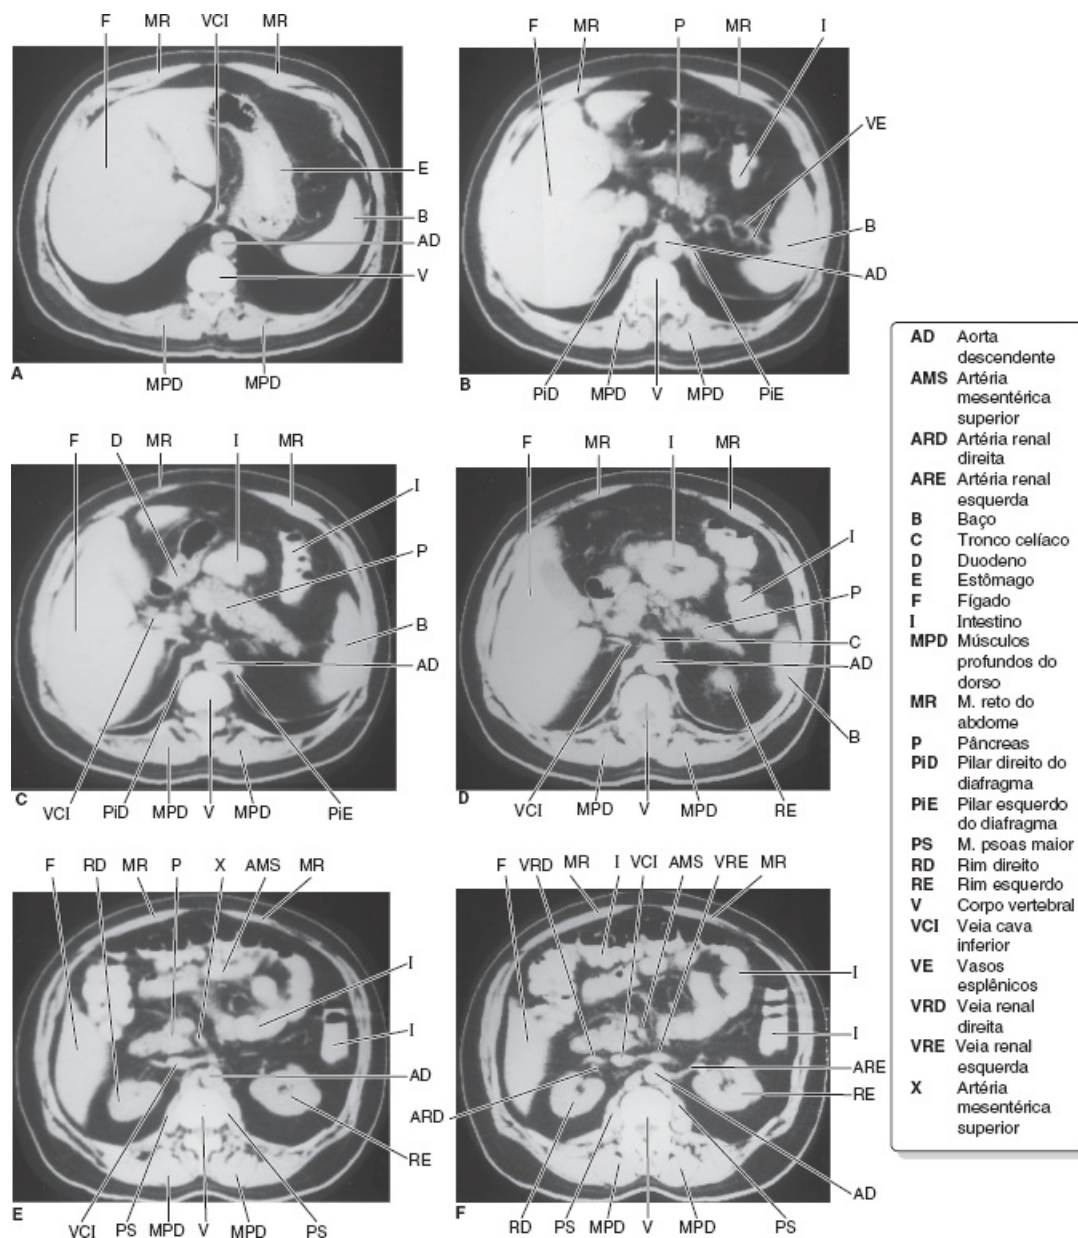 F MR VCI MR
E
B
AD
V
A
MPD MPD
F MR P MR I
VE
B
AD
B
PiD MPD V MPD PiE
F D MR I MR
I
P
B
AD
C
VCI PiD MPD V MPD PiE
F MR I MR
I
P
C
AD
B
D
VCI MPD V MPD RE
F RD MR P X AMS MR
I
I
AD
RE
E
VCI PS MPD V MPD PS
F VRD MR I VCI AMS VRE MR
I
I
ARE
RE
ARD
AD
F
RD PS MPD V MPD PS
AD Aorta
descendente
AMS Artéria
mesentérica
superior
ARD Artéria renal
direita
ARE Artéria renal
esquerda
B Baço
C Tronco celíaco
D Duodeno
E Estômago
F Fígado
I Intestino
MPD Músculos
profundos do
dorso
MR M. reto do
abdome
P Pâncreas
PiD Pilar direito do
diafragma
PiE Pilar esquerdo
do diafragma
PS M. psoas maior
RD Rim direito
RE Rim esquerdo
V Corpo vertebral
VCI Veia cava
inferior
VE Vasos
esplênicos
VRD Veia renal
direita
VRE Veia renal
esquerda
X Artéria
mesentérica
superior